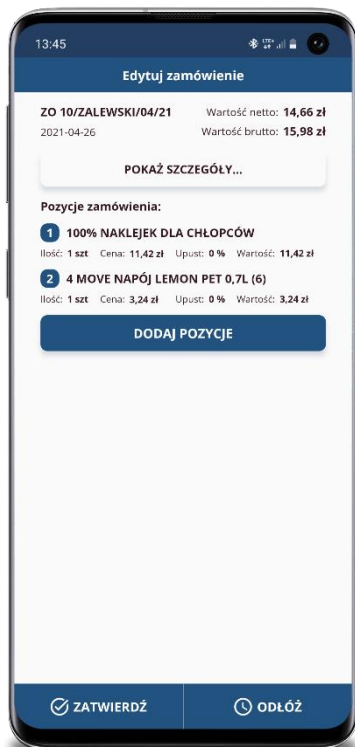 13:45
Edytuj zamówienie
ZO 10/ZALEWSKI/04/21 Wartość netto: 14,66 zł
2021-04-26 Wartość brutto: 15,98 zł
POKAŻ SZCZEGÓŁY...
Pozycje zamówienia:
1 100% NAKLEJEK DLA CHŁOPCÓW
Ilość: 1 szt Cena: 11,42 zł Upust: 0 % Wartość: 11,42 zł
2 4 MOVE NAPÓJ LEMON PET 0,7L (6)
Ilość: 1 szt Cena: 3,24 zł Upust: 0 % Wartość: 3,24 zł
DODAJ POZYCJE
ZATWIERDŹ ODŁÓŻ